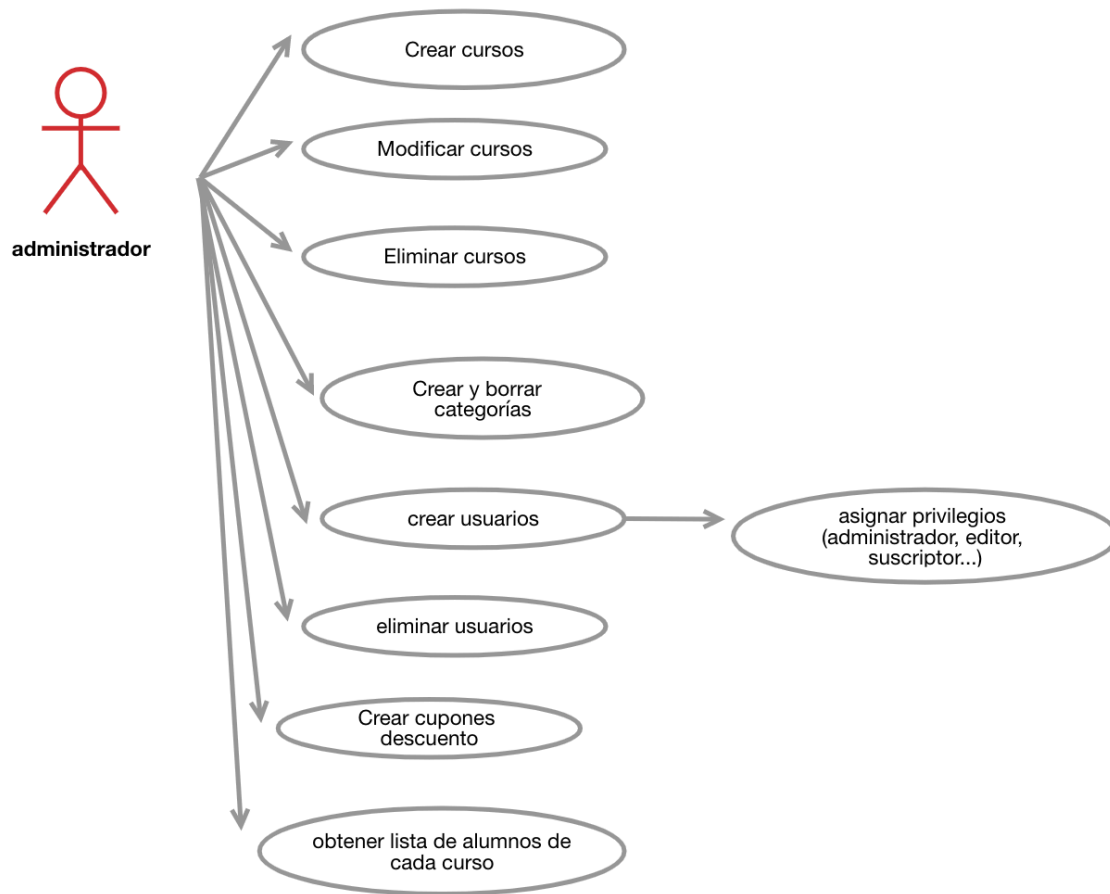 Crear cursos
Modificar cursos
administrador
Eliminar cursos
Crear y borrar
categorías
crear usuarios
asignar privilegios
(administrador, editor,
suscriptor...)
eliminar usuarios
Crear cupones
descuento
obtener lista de alumnos de
cada curso